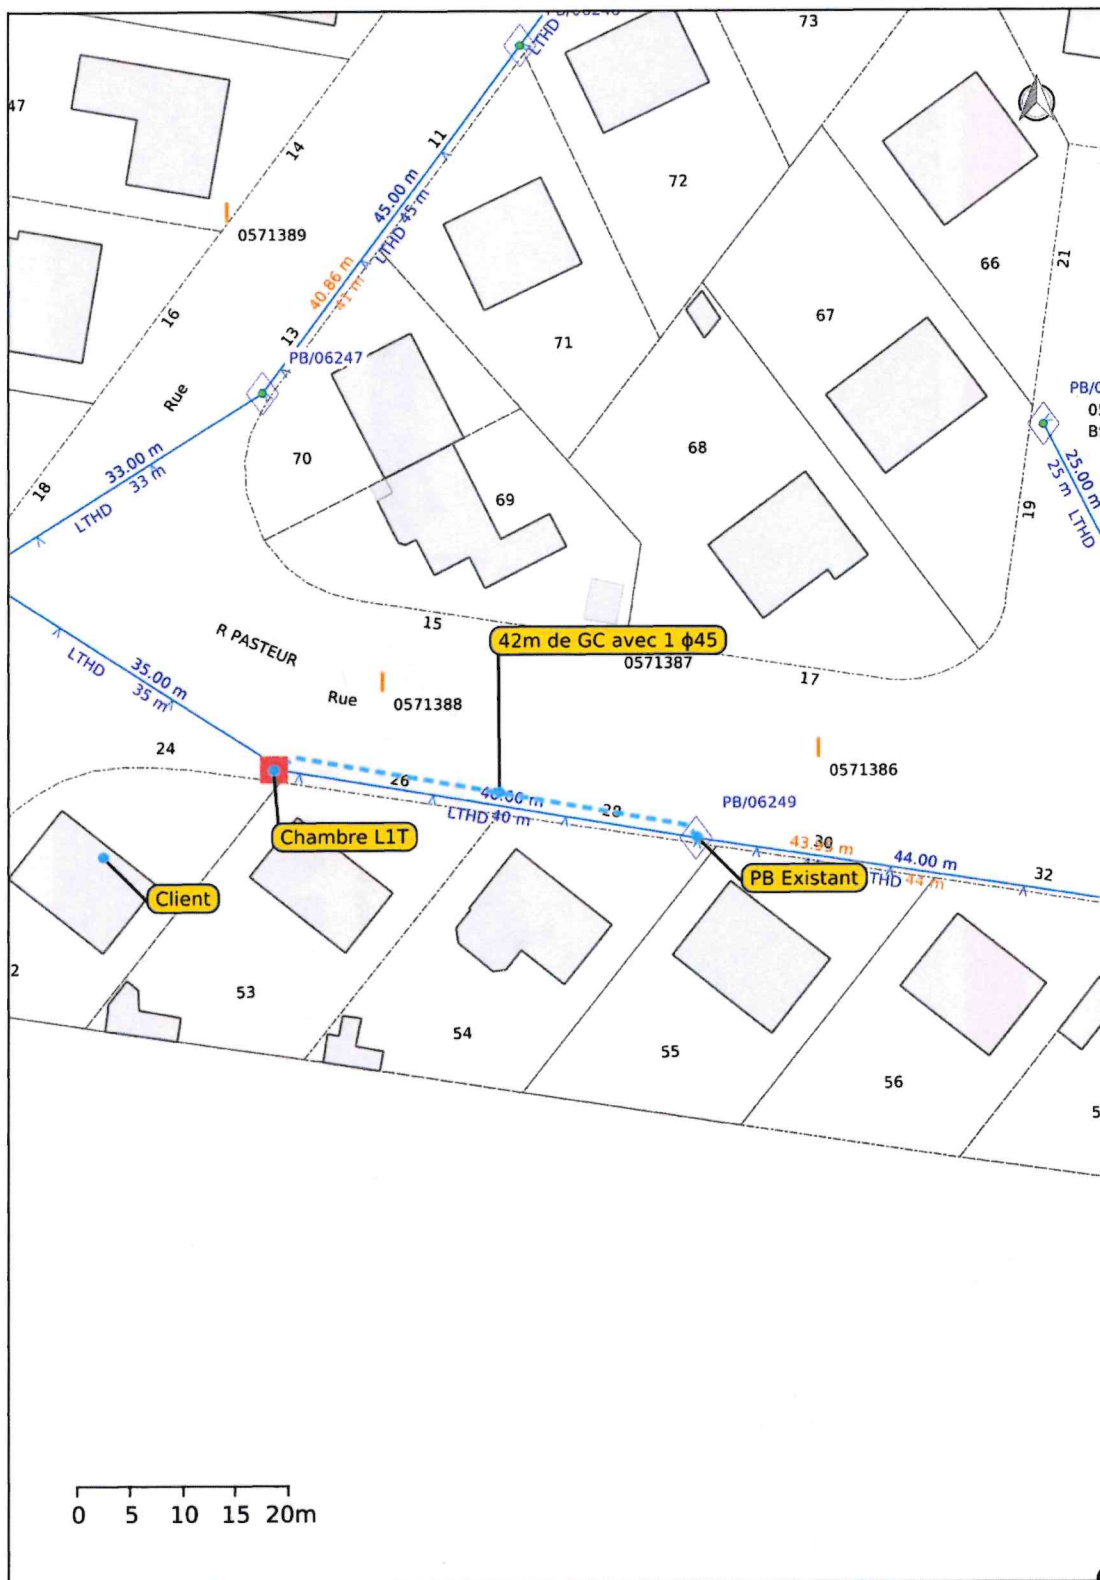 73
LTHD
47
11
14
45.00 m
LTHD 45 m
72
0571389
40.86 m
41 m
66
21
16
13
67
PB/06247
71
Rue
70
68
33.00 m
33 m
LTHD
18
69
25.00 m
25 m LTHD
19
15
R PASTEUR
42m de GC avec 1 ϕ45
0571387
17
LTHD
35.00 m
35 m
Rue
0571388
24
0571386
26
28
PB/06249
LTHD 40 m
30
Chambre L1T
44.00 m
44 m
32
PB Existant
Client
53
54
55
56
0 5 10 15 20m